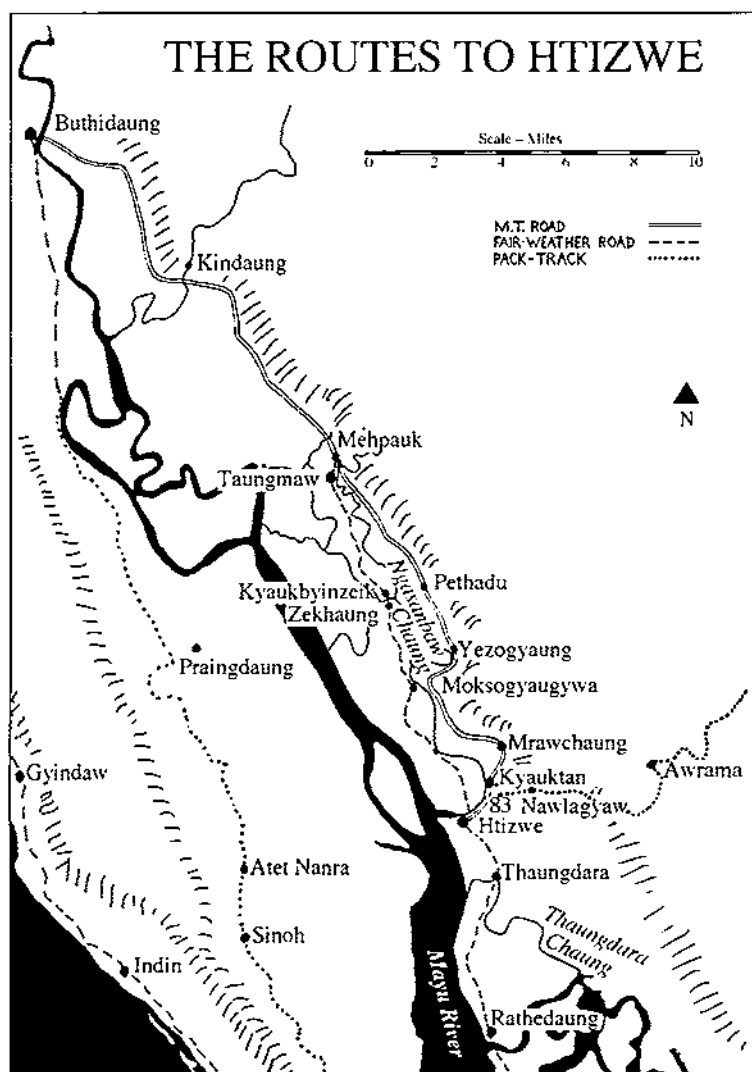 THE ROUTES TO HTIZWE
Buthidaung
Scale – Miles
0 2 4 6 8 10
M.T. ROAD
FAIR-WEATHER ROAD
PACK-TRACK
Kindaung
N
Mehpauk
Taungmaw
Kyaukbyinzeik
Zekhaung
Ngasanbaw
Chaung
Pethadu
Praingdaung
Yezogyaung
Moksogyaugywa
Mrawchaung
Gyindaw
Kyauktan
Awrama
'83 Nawlagyaw
Htizwe
Atet Nanra
Thaungdara
Sinoh
Thaungdara
Chaung
Indin
Mayu River
Rathedaung